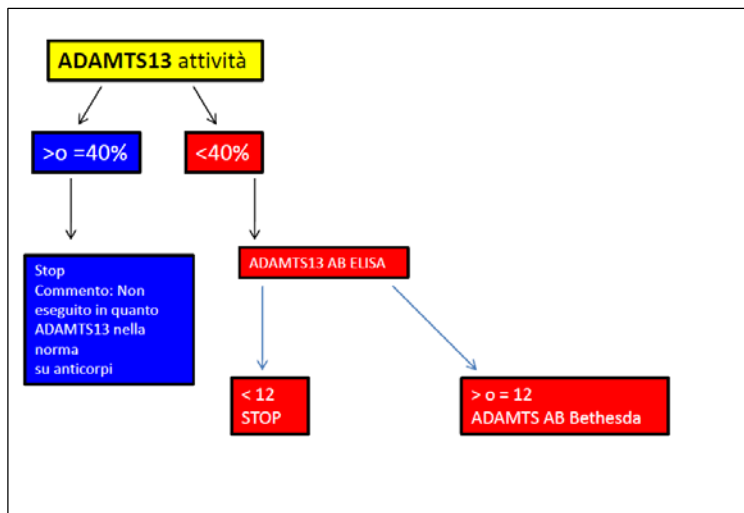 ADAMTS13 attività
>o =40%
<40%
Stop
Commento: Non
eseguito in quanto
ADAMTS13 nella
norma
su anticorpi
ADAMTS13 AB ELISA
< 12
STOP
> o = 12
ADAMTS AB Bethesda